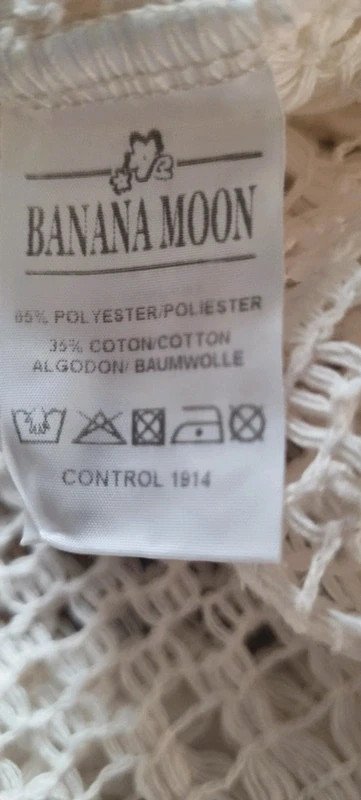 BANANA MOON
65% POLYESTER/POLIESTER
35% COTON/COTTON
ALGODON/ BAUMWOLLE
CONTROL 1914